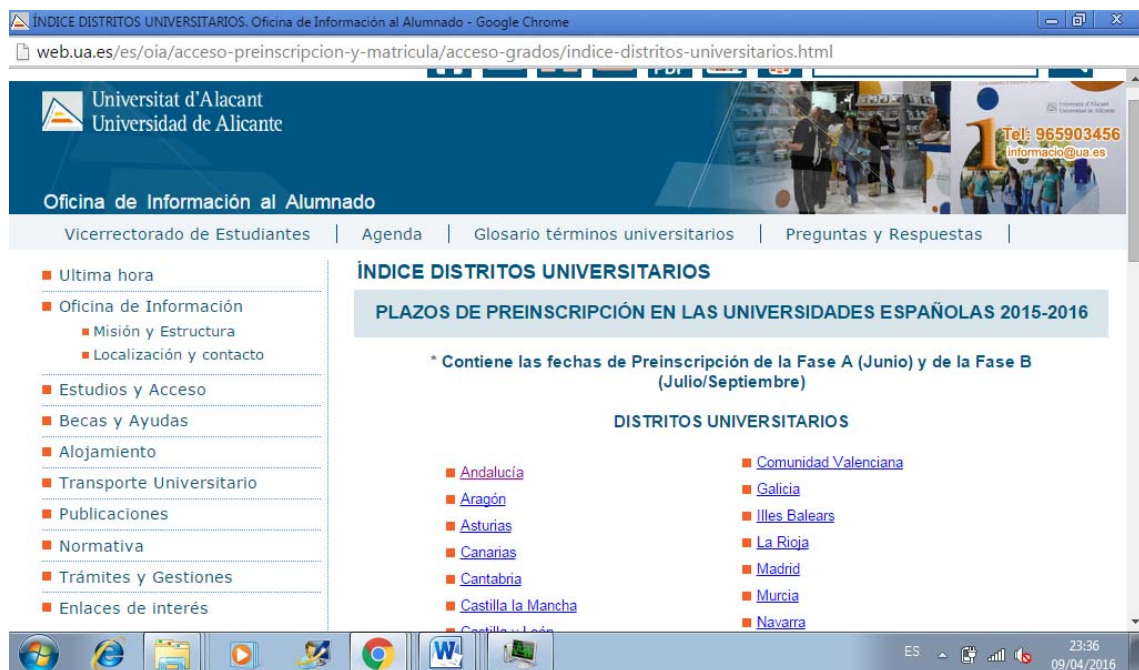 ÍNDICE DISTRITOS UNIVERSITARIOS. Oficina de Información al Alumnado - Google Chrome
web.ua.es/es/oia/acceso-preinscripcion-y-matricula/acceso-grados/indice-distritos-universitarios.html
PDF
Universitat d'Alacant
Universidad de Alicante
Tel: 965903456
informacio@ua.es
Oficina de Información al Alumnado
Vicerrectorado de Estudiantes | Agenda | Glosario términos universitarios | Preguntas y Respuestas |
Ultima hora
Oficina de Información
Misión y Estructura
Localización y contacto
Estudios y Acceso
Becas y Ayudas
Alojamiento
Transporte Universitario
Publicaciones
Normativa
Trámites y Gestiones
Enlaces de interés
ÍNDICE DISTRITOS UNIVERSITARIOS
PLAZOS DE PREINSCRIPCIÓN EN LAS UNIVERSIDADES ESPAÑOLAS 2015-2016
* Contiene las fechas de Preinscripción de la Fase A (Junio) y de la Fase B
(Julio/Septiembre)
DISTRITOS UNIVERSITARIOS
Andalucía
Aragón
Asturias
Canarias
Cantabria
Castilla la Mancha
Castilla y León
Comunidad Valenciana
Galicia
Illes Balears
La Rioja
Madrid
Murcia
Navarra
ES
23:36
09/04/2016